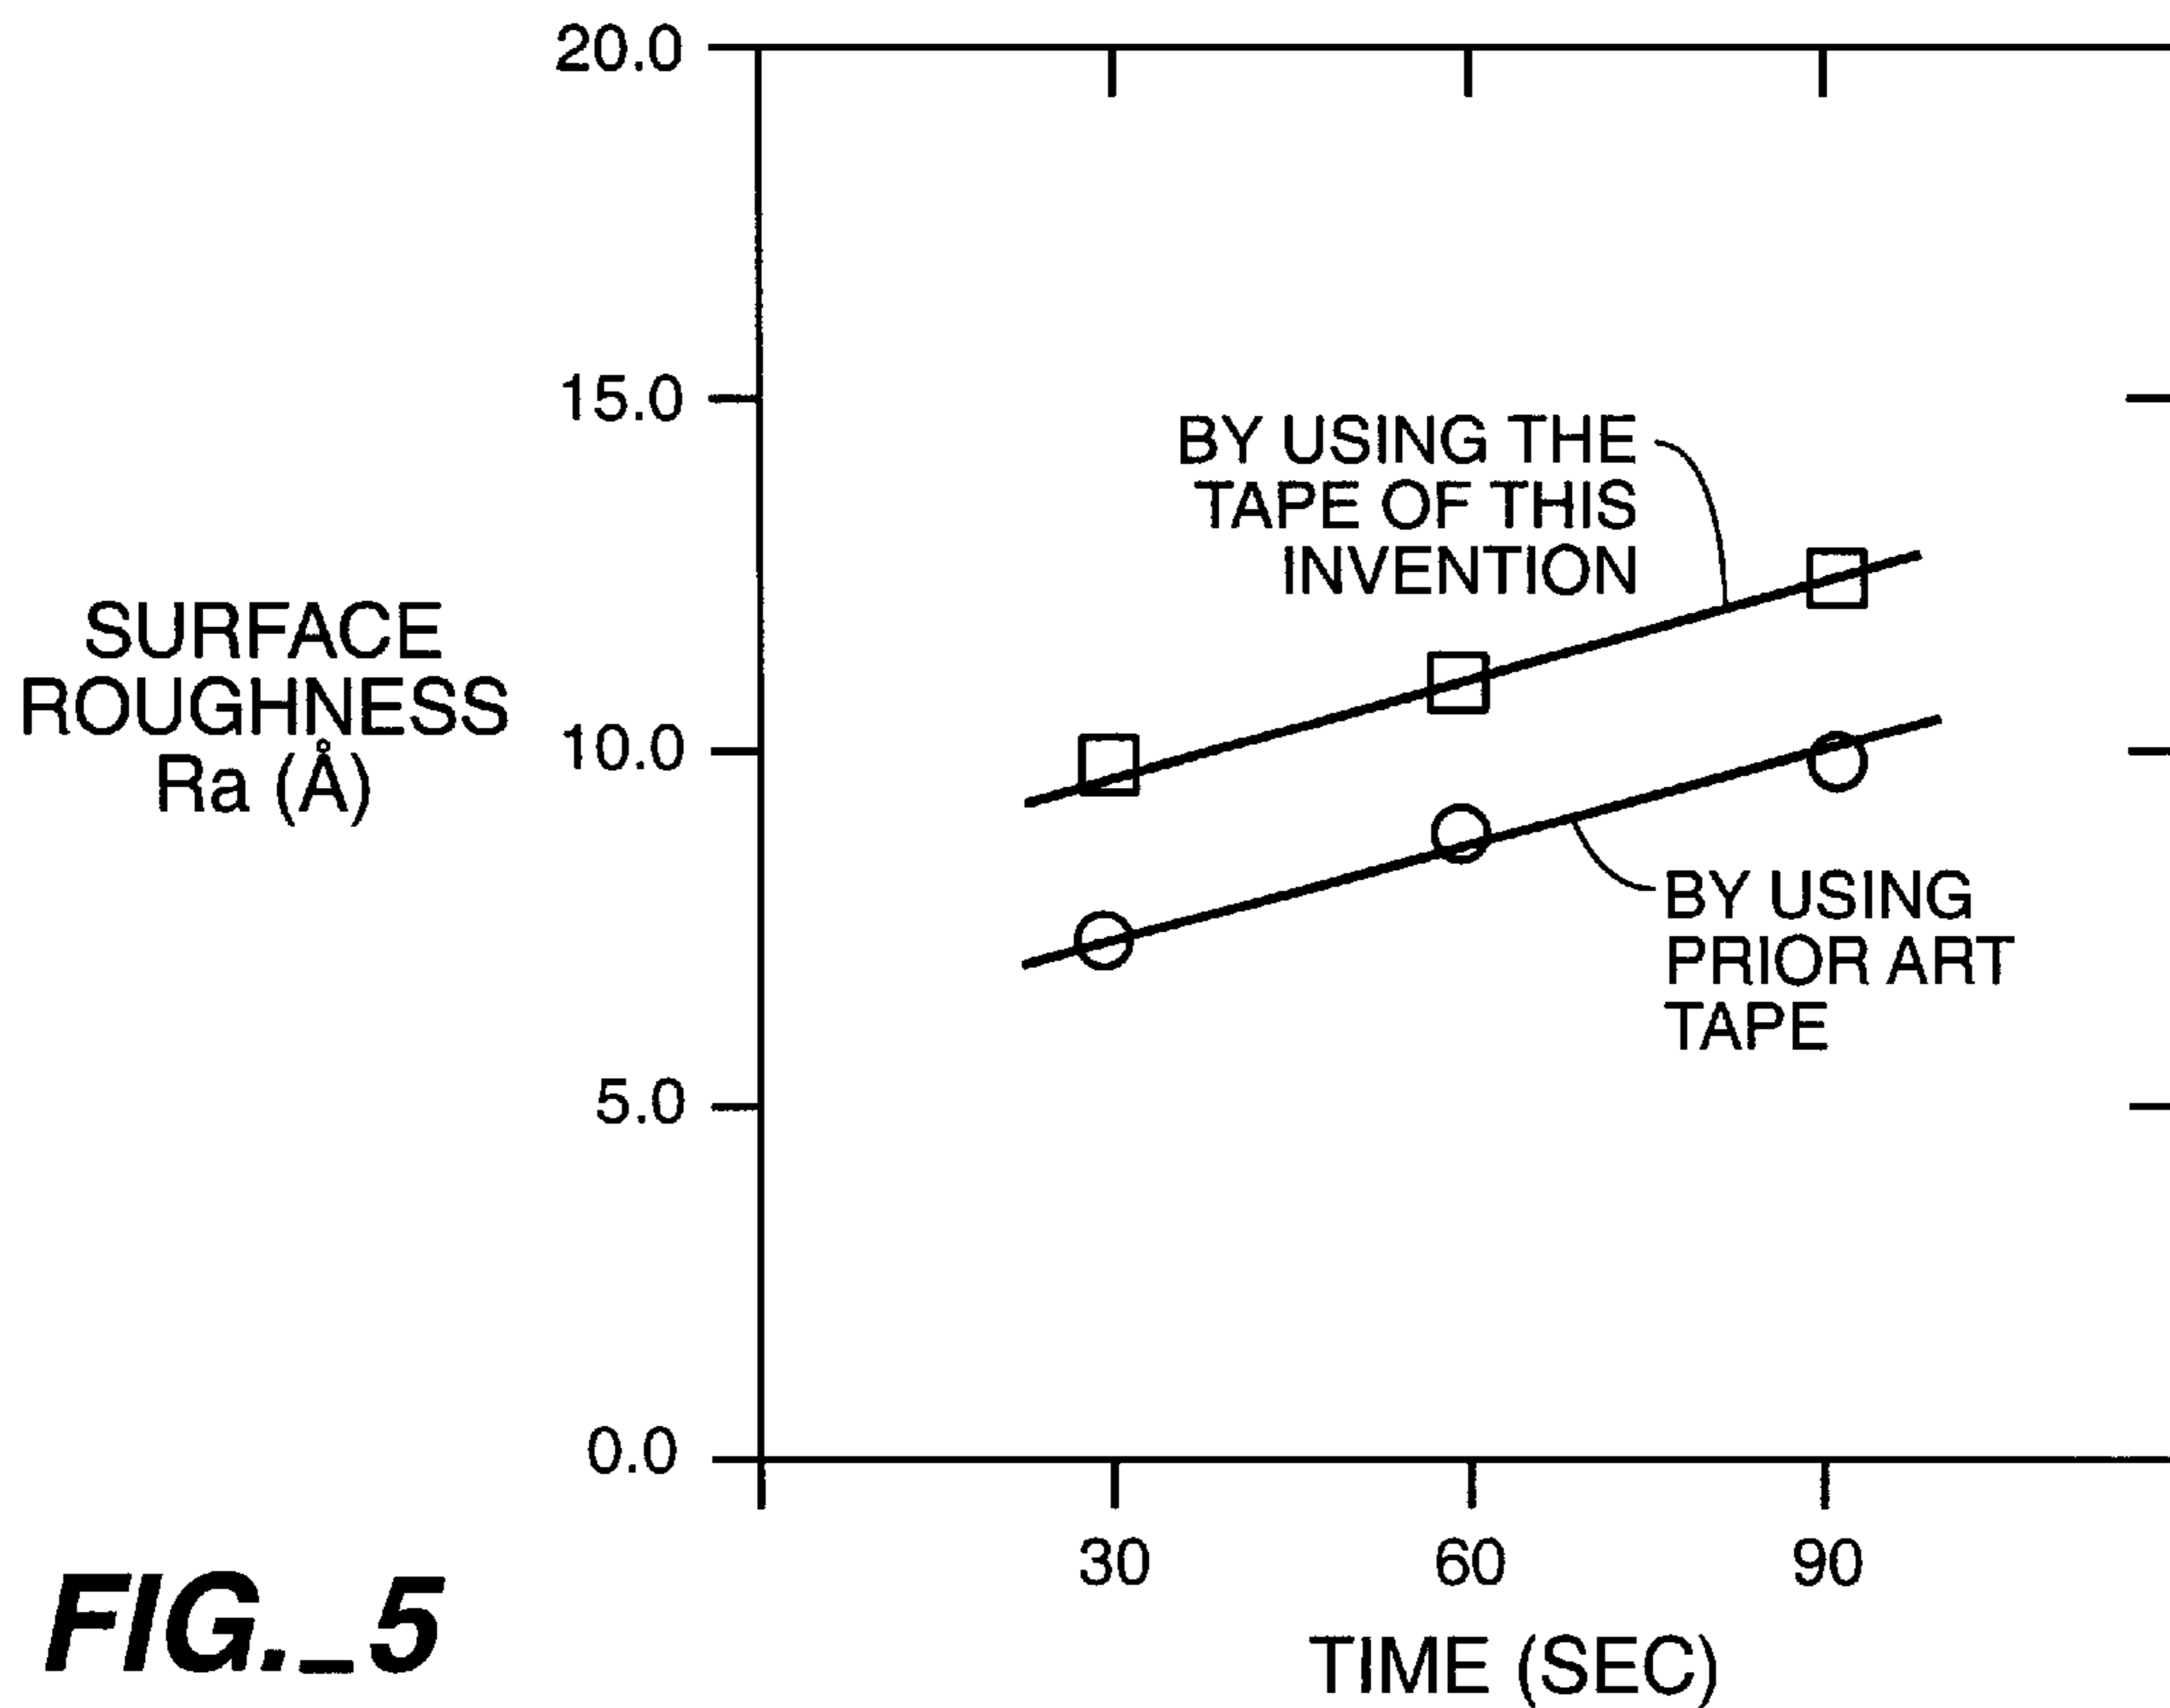 20.0
15.0
10.0
5.0
0.0
SURFACE
ROUGHNESS
Ra (Å)
BY USING THE
TAPE OF THIS
INVENTION
BY USING
PRIOR ART
TAPE
30
60
90
TIME (SEC)
FIG._5